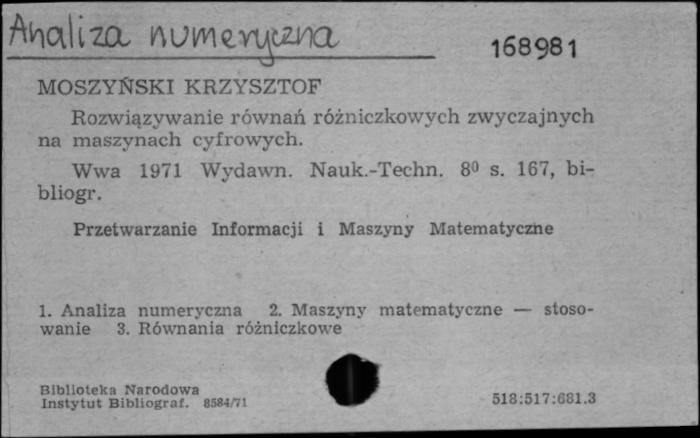 Analiza numeryczna
168981
MOSZYŃSKI KRZYSZTOF
Rozwiązywanie równań różniczkowych zwyczajnych
na maszynach cyfrowych.
Wwa 1971 Wydawn. Nauk.-Techn. 8⁰ s. 167, bi-
bliogr.
Przetwarzanie Informacji i Maszyny Matematyczne
1. Analiza numeryczna 2. Maszyny matematyczne — stoso-
wanie 3. Równania różniczkowe
Biblioteka Narodowa
Instytut Bibliograf. 8584/71
518:517:681.3